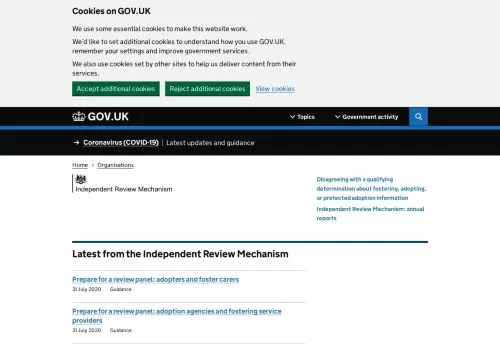 Cookies on GOV.UK
We use some essential cookies to make this website work.
We'd like to set additional cookies to understand how you use GOV.UK,
remember your settings and improve government services.
We also use cookies set by other sites to help us deliver content from their
services.
Accept additional cookies Reject additional cookies View cookies
GOV.UK Topics Government activity
→ Coronavirus (COVID-19) Latest updates and guidance
Home > Organisations
Independent Review Mechanism
Disagreeing with a qualifying
determination about fostering, adopting,
or protected adoption information
Independent Review Mechanism: annual
reports
Latest from the Independent Review Mechanism
Prepare for a review panel: adopters and foster carers
31 July 2020 Guidance
Prepare for a review panel: adoption agencies and fostering service
providers
31 July 2020 Guidance